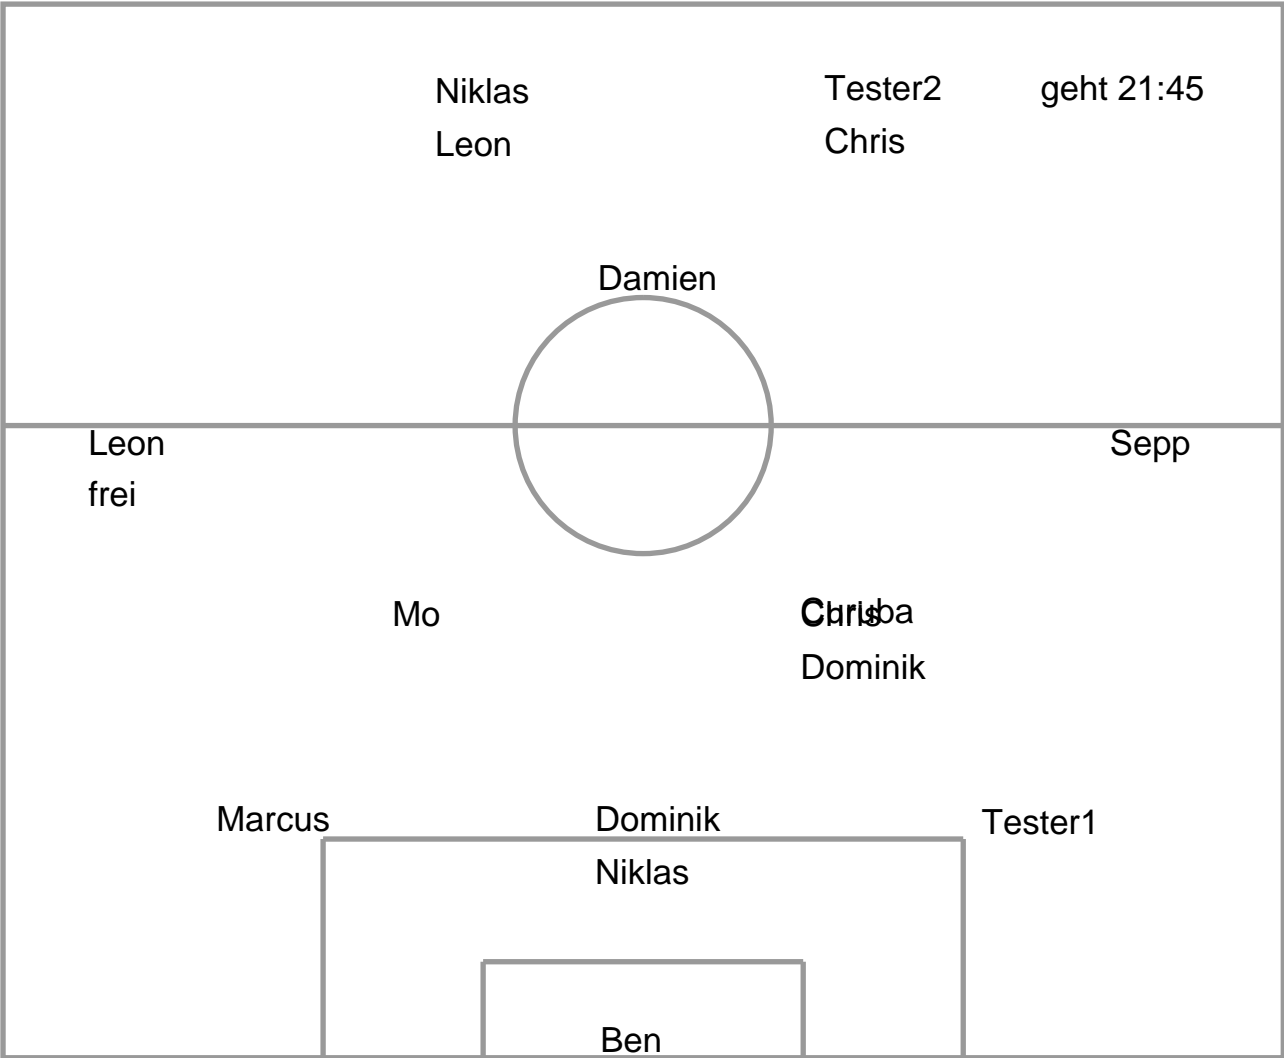 Niklas
Leon
Tester2 geht 21:45
Chris
Damien
Leon
frei
Sepp
Mo
Chris
Dominik
Marcus
Dominik
Niklas
Tester1
Ben